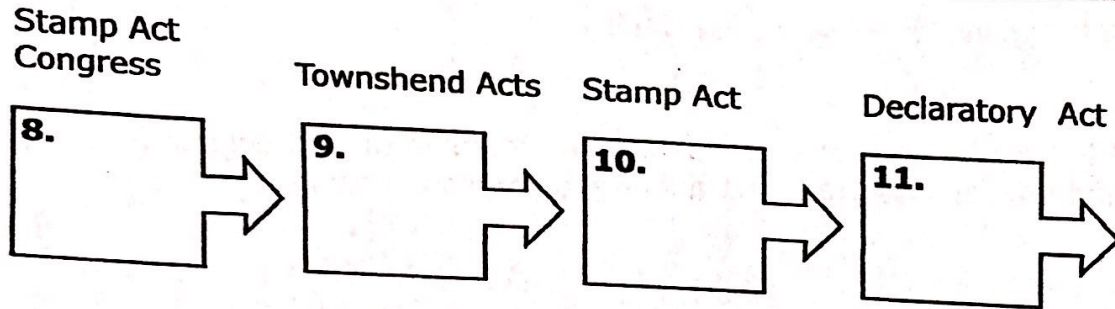 Stamp Act
Congress
Townshend Acts
Stamp Act
Declaratory Act
8.
9.
10.
11.